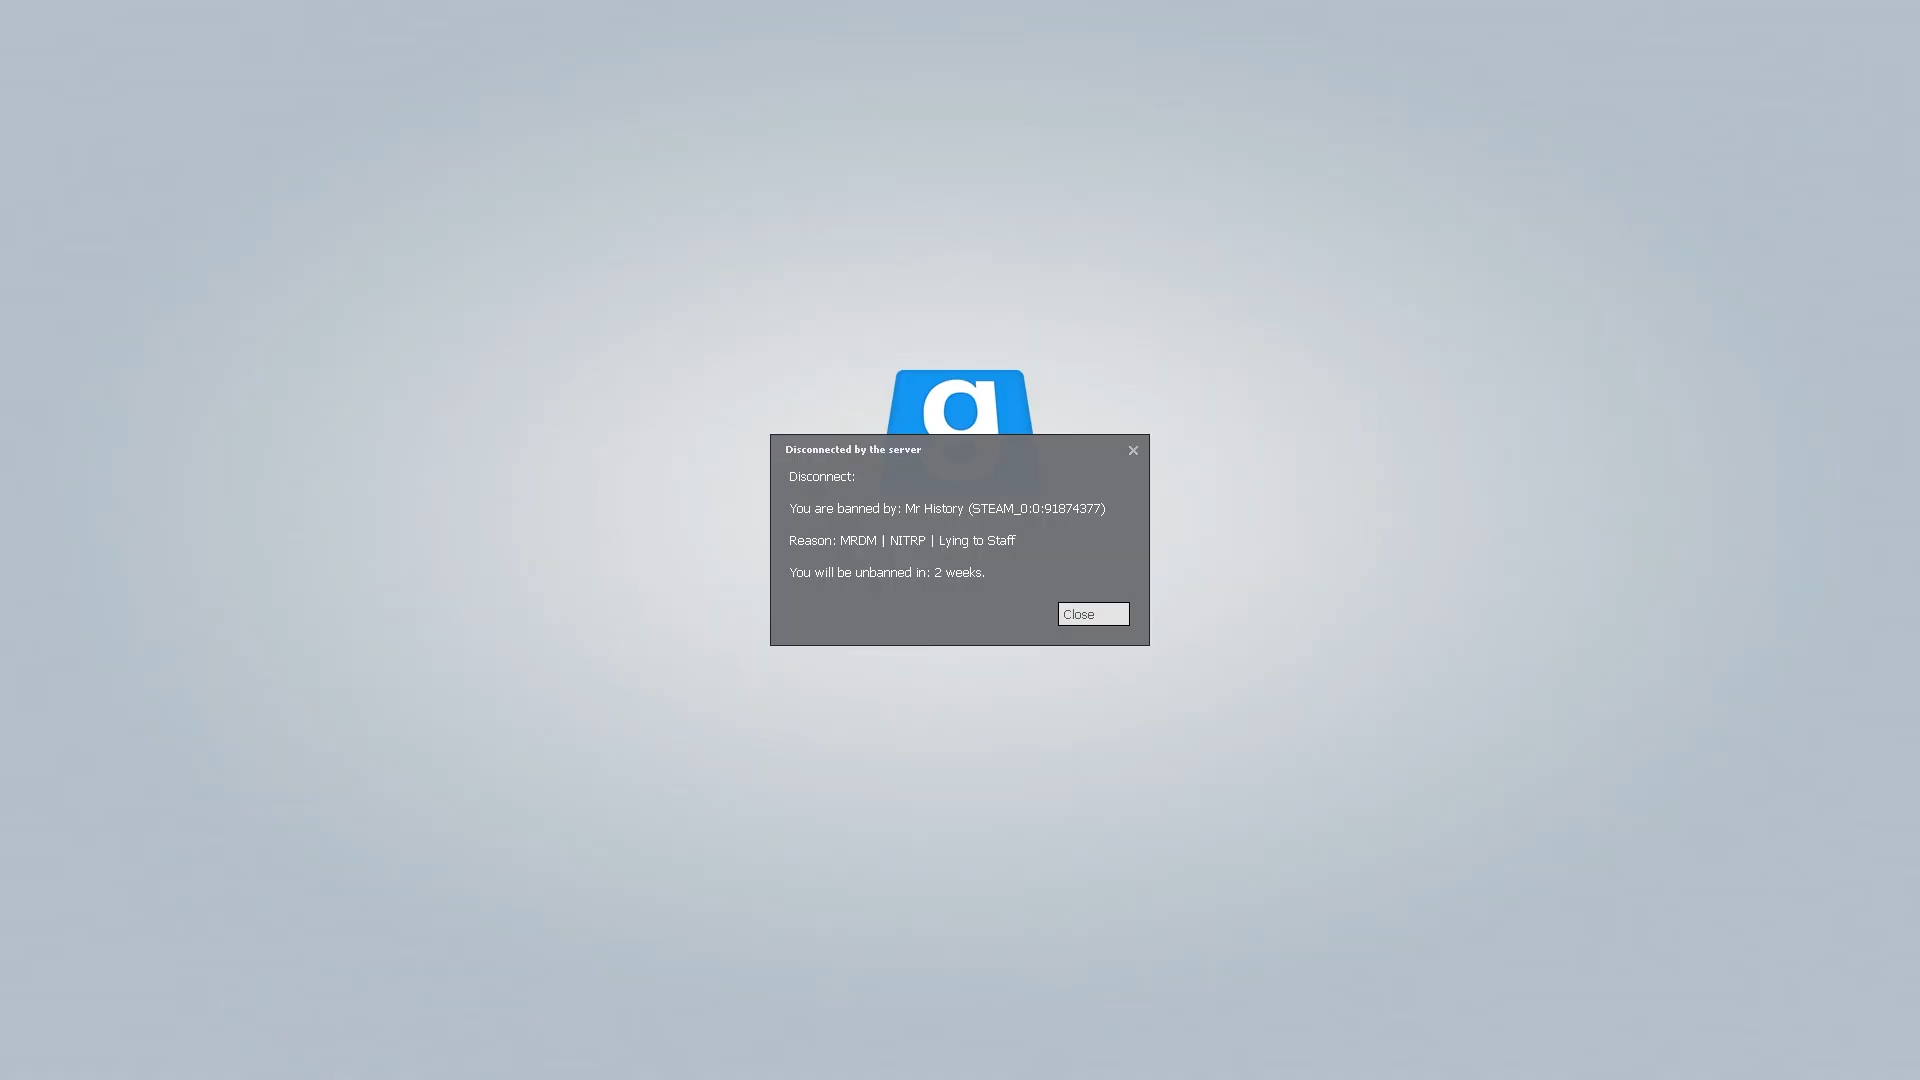 g
Disconnected by the server
Disconnect:
You are banned by: Mr History (STEAM_0:0:91874377)
Reason: MRDM | NITRP | Lying to Staff
You will be unbanned in: 2 weeks.
Close